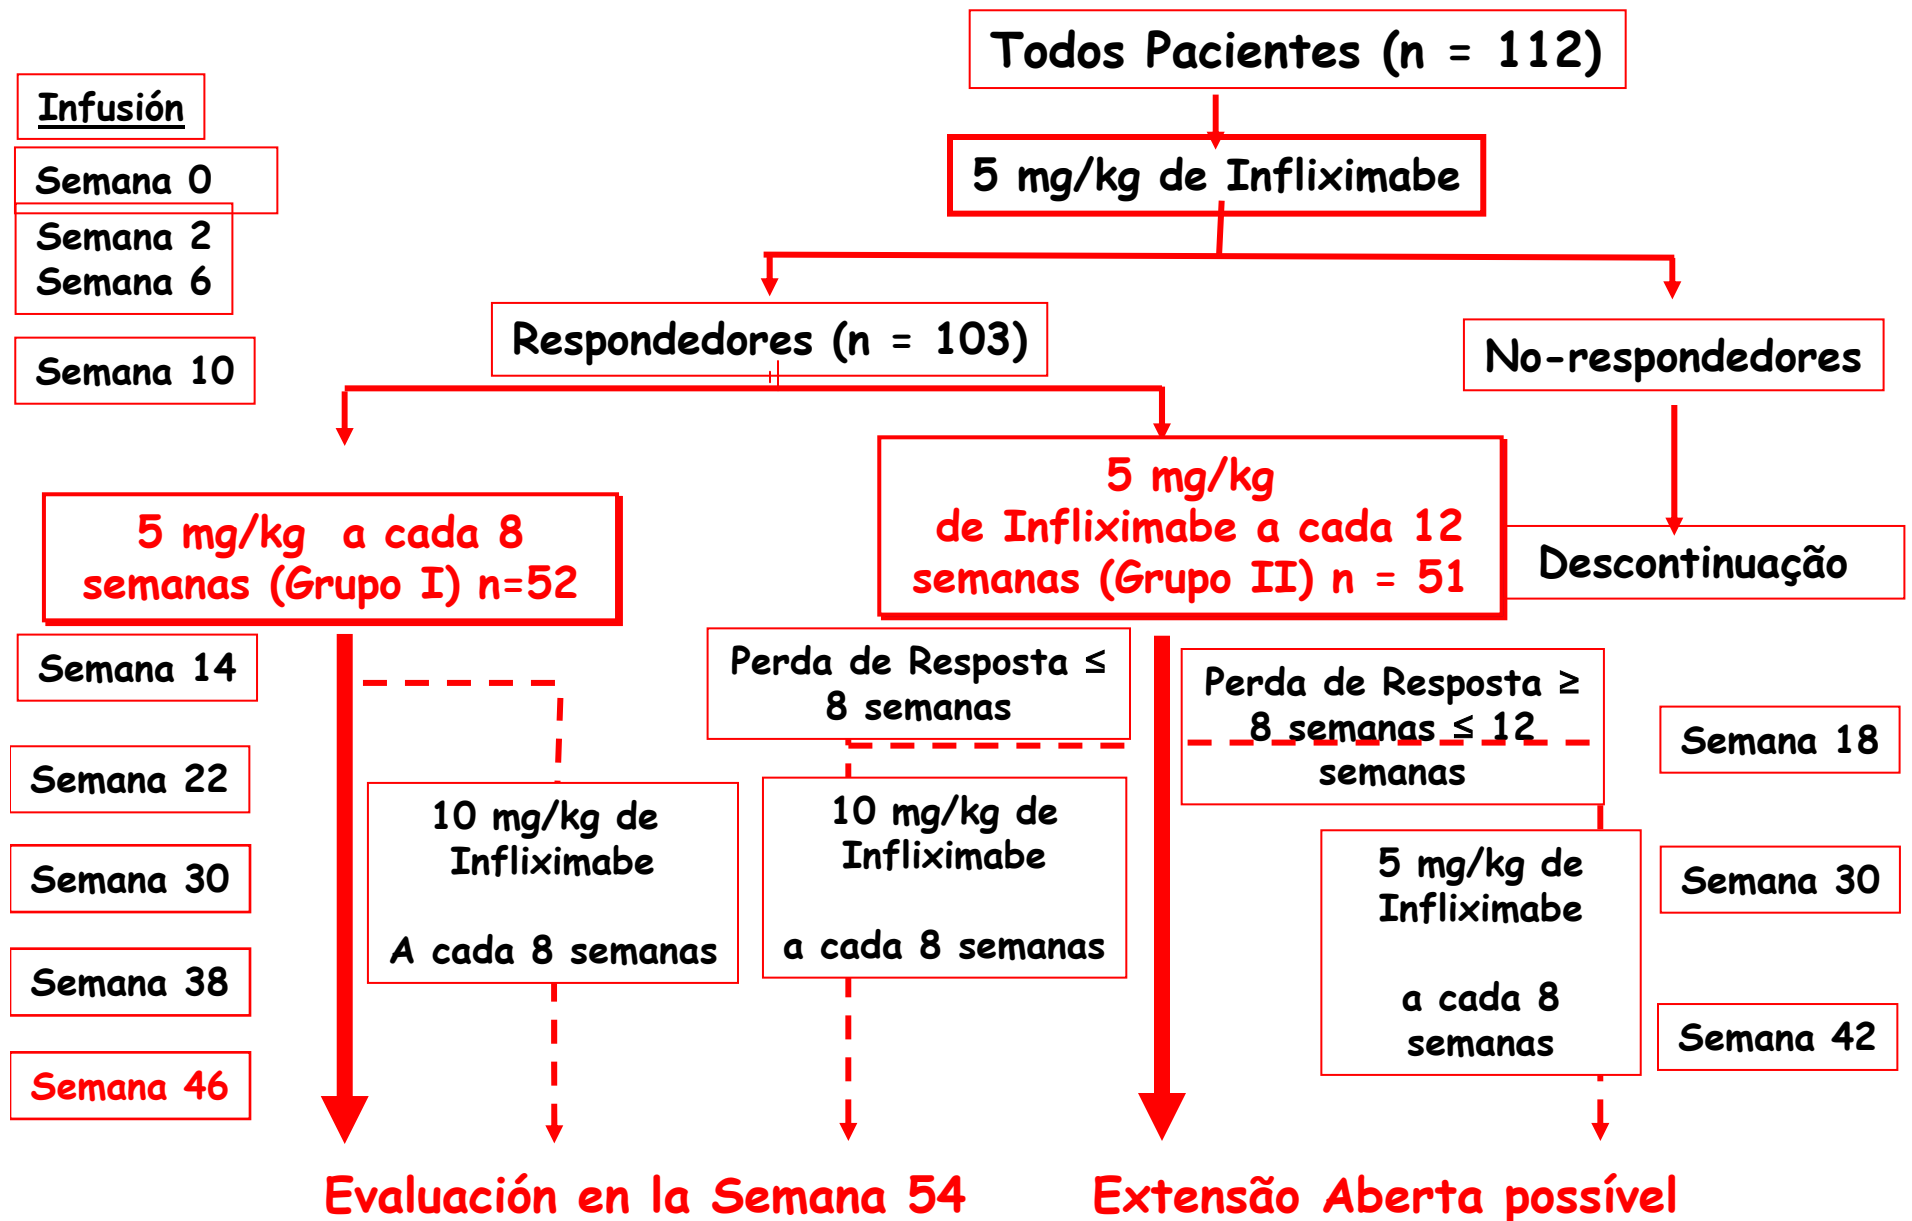 Todos Pacientes (n = 112)
Infusión
5 mg/kg de Infliximabe
Semana 0
Semana 2
Semana 6
Respondedores (n = 103)
No-respondedores
Semana 10
5 mg/kg a cada 8
semanas (Grupo I) n=52
5 mg/kg
de Infliximabe a cada 12
semanas (Grupo II) n = 51
Descontinuação
Semana 14
Perda de Resposta ≤
8 semanas
Perda de Resposta ≥
8 semanas ≤ 12
semanas
Semana 18
Semana 22
10 mg/kg de
Infliximabe
A cada 8 semanas
10 mg/kg de
Infliximabe
a cada 8 semanas
5 mg/kg de
Infliximabe
a cada 8
semanas
Semana 30
Semana 30
Semana 38
Semana 42
Semana 46
Evaluación en la Semana 54
Extensão Aberta possível